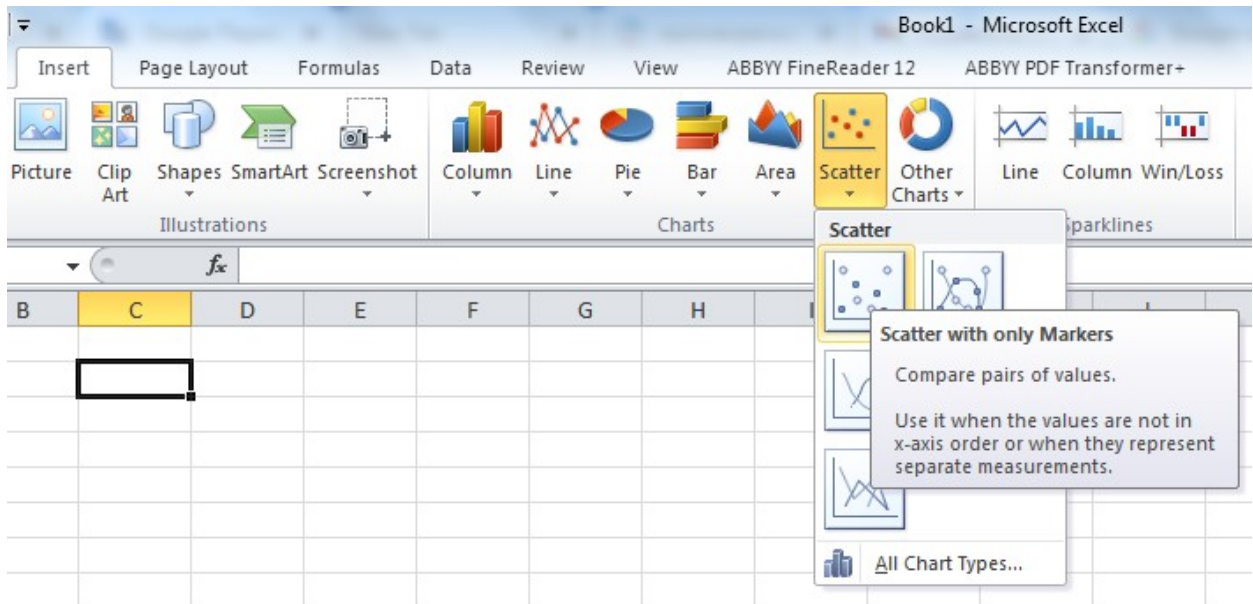 Book1 - Microsoft Excel
Insert Page Layout Formulas Data Review View ABBYY FineReader 12 ABBYY PDF Transformer+
Picture Clip Art Shapes SmartArt Screenshot Column Line Pie Bar Area Scatter Other Charts Line Column Win/Loss
Illustrations Charts Sparklines
Scatter
fx
B C D E F G H
Scatter with only Markers
Compare pairs of values.
Use it when the values are not in
x-axis order or when they represent
separate measurements.
All Chart Types...